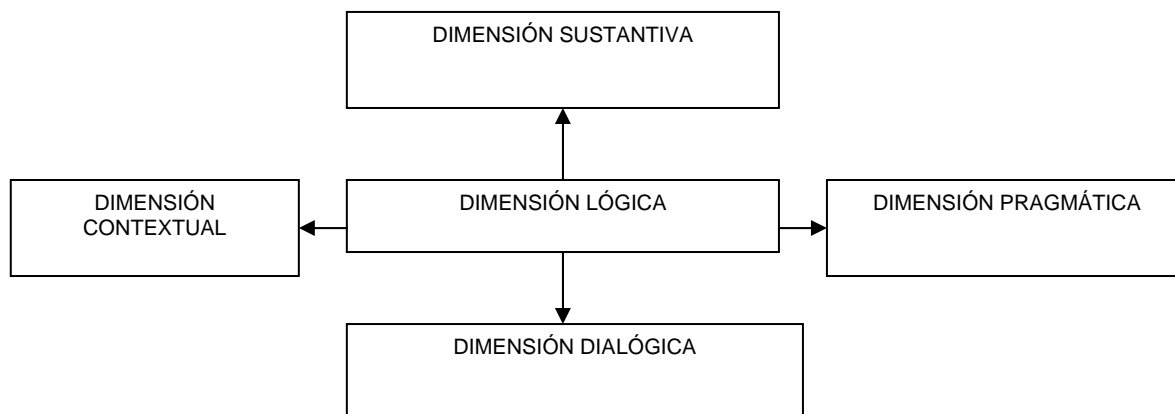 DIMENSIÓN SUSTANTIVA
DIMENSIÓN
CONTEXTUAL
DIMENSIÓN LÓGICA
DIMENSIÓN PRAGMÁTICA
DIMENSIÓN DIALÓGICA